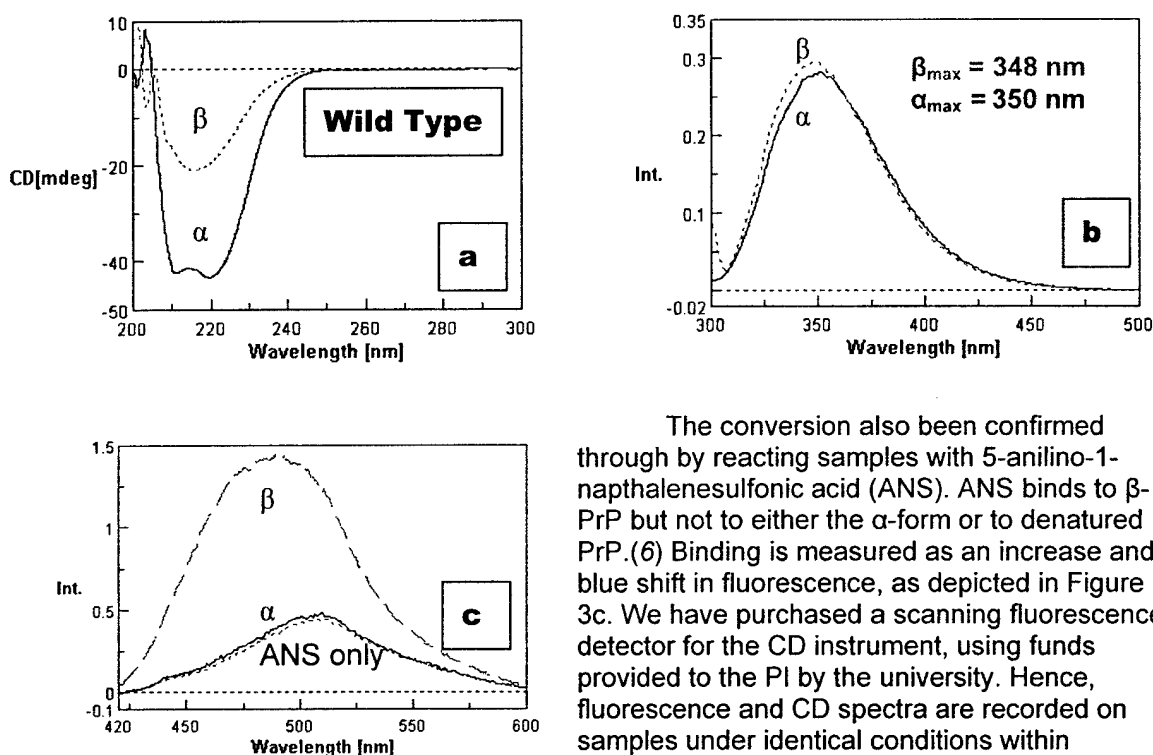 10
0
-20
-40
-50
CD[mdeg]
β
α
Wild Type
a
200 220 240 260 280 300
Wavelength [nm]
0.35
0.3
0.2
0.1
-0.02
Int.
β
α
βmax = 348 nm
αmax = 350 nm
b
300 350 400 450 500
Wavelength [nm]
1.5
1
0.5
0
-0.1
Int.
β
α
ANS only
c
420 450 500 550 600
Wavelength [nm]
The conversion also been confirmed
through by reacting samples with 5-anilino-1-
napthalenesulfonic acid (ANS). ANS binds to β-
PrP but not to either the α-form or to denatured
PrP.(6) Binding is measured as an increase and
blue shift in fluorescence, as depicted in Figure
3c. We have purchased a scanning fluorescence
detector for the CD instrument, using funds
provided to the PI by the university. Hence,
fluorescence and CD spectra are recorded on
samples under identical conditions within